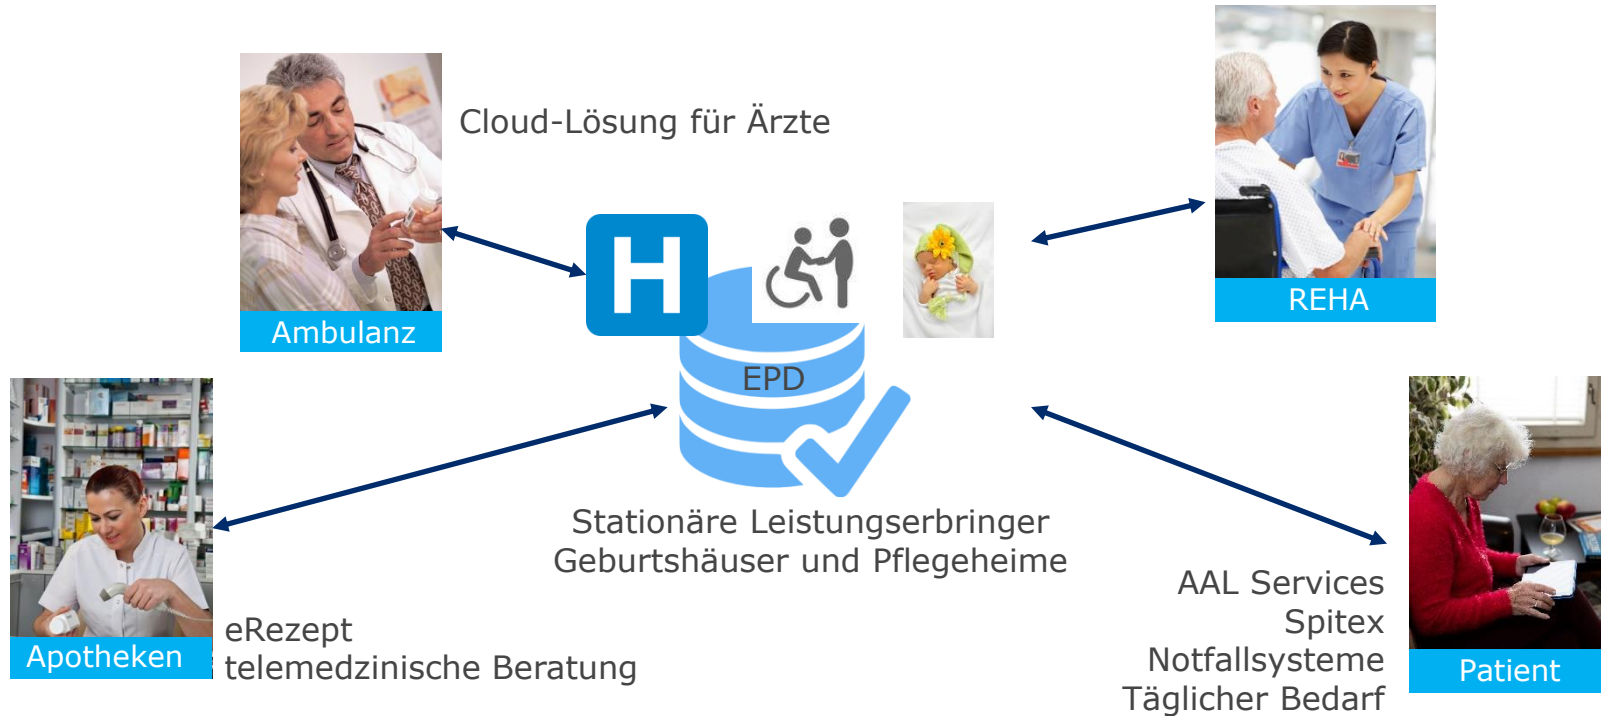 Cloud-Lösung für Ärzte
Ambulanz
H
REHA
EPD
Stationäre Leistungserbringer
Geburtshäuser und Pflegeheime
Apotheken
eRezept
telemedzinische Beratung
AAL Services
Spitex
Notfallsysteme
Täglicher Bedarf
Patient